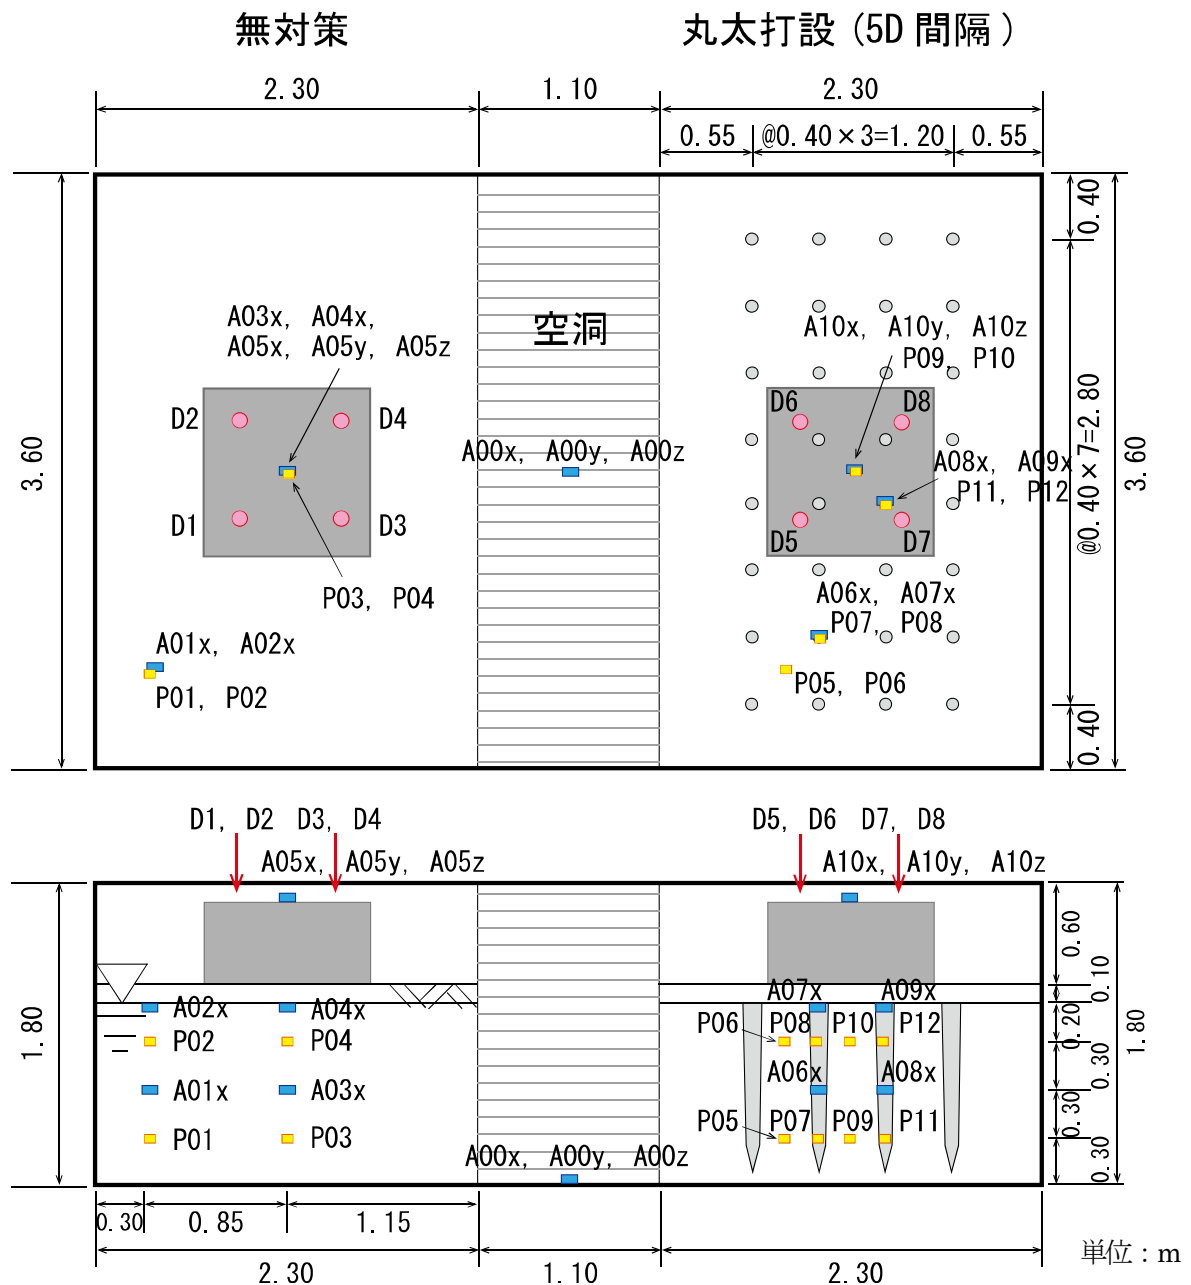 無対策
丸太打設 (5D 間隔 )
2.30
1.10
2.30
0.55
@0.40×3=1.20
0.55
0.40
@0.40×7=2.80
0.40
3.60
3.60
空洞
A03x, A04x,
A05x, A05y, A05z
D2
D4
D1
D3
P03, P04
A01x, A02x
P01, P02
A00x, A00y, A00z
A10x, A10y, A10z
P09, P10
D6
D8
A08x, A09x
P11, P12
D5
D7
A06x, A07x
P07, P08
P05, P06
D1, D2 D3, D4
A05x, A05y, A05z
D5, D6 D7, D8
A10x, A10y, A10z
1.80
A02x
A04x
P02
P04
A01x
A03x
P01
P03
A00x, A00y, A00z
A07x
A09x
P06
P08
P10
P12
A06x
A08x
P05
P07
P09
P11
0.60
0.10
0.20
0.30
0.30
0.30
1.80
0.30
0.85
1.15
2.30
1.10
2.30
単位：m